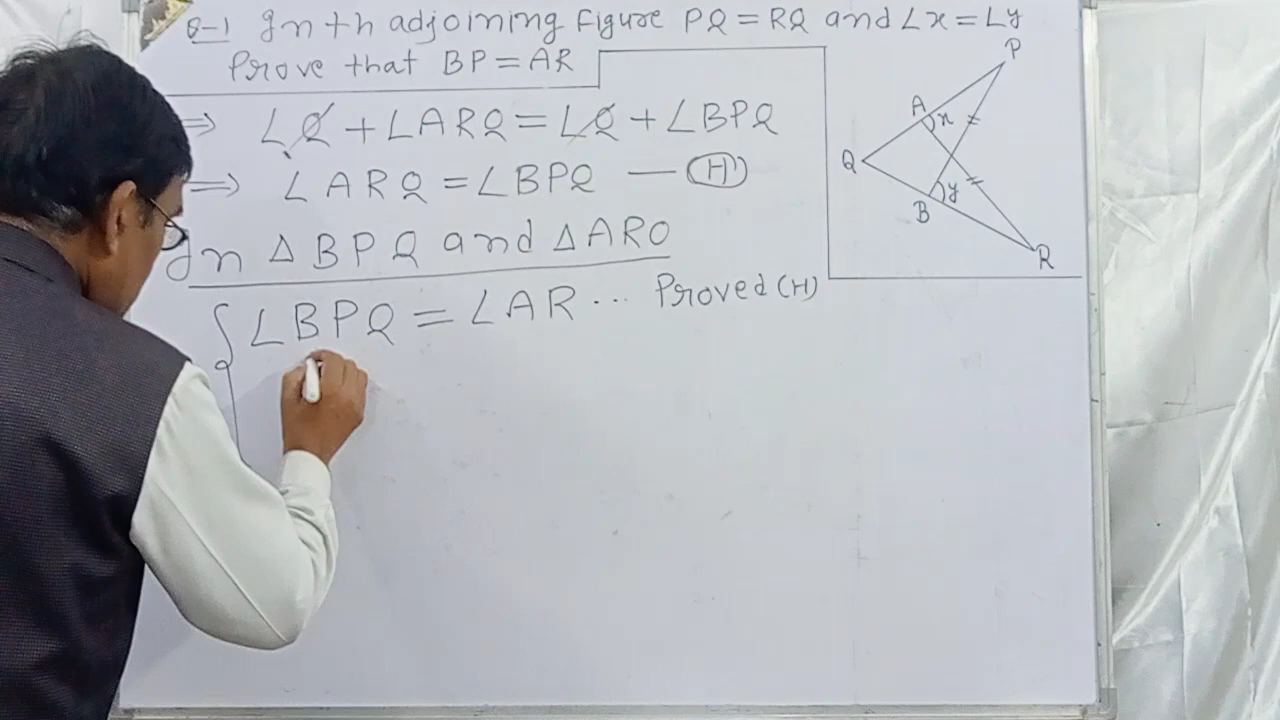 Q-1 In th adjoining figure PQ = RQ and ∠x = ∠y
Prove that BP = AR
⇒ ∠Q + ∠ARQ = ∠Q + ∠BPQ
⇒ ∠ARQ = ∠BPQ — (H)
In △BPQ and △ARQ
∠BPQ = ∠AR ... Proved (H)
P
A x
Q
y
B
R